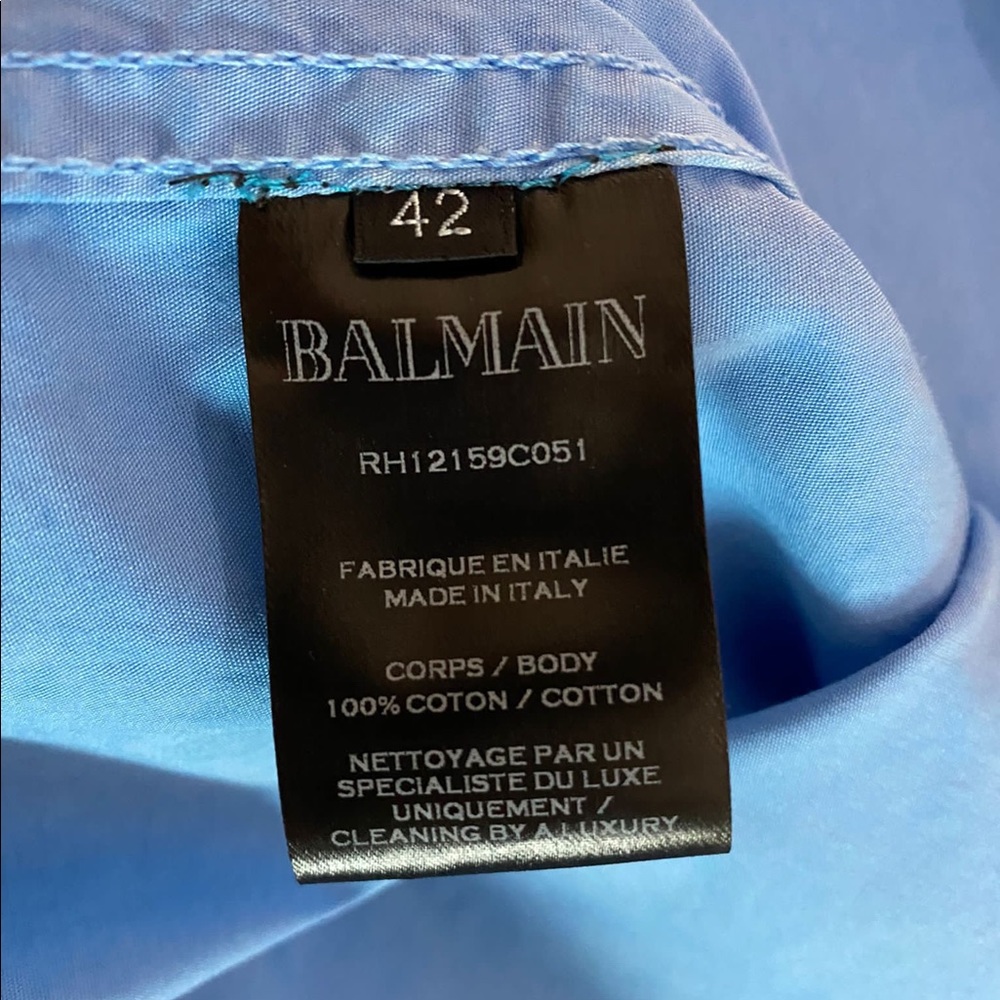 42
BALMAIN
RH12159C051
FABRIQUE EN ITALIE
MADE IN ITALY
CORPS / BODY
100% COTON / COTTON
NETTOYAGE PAR UN
SPECIALISTE DU LUXE
UNIQUEMENT /
CLEANING BY A LUXURY